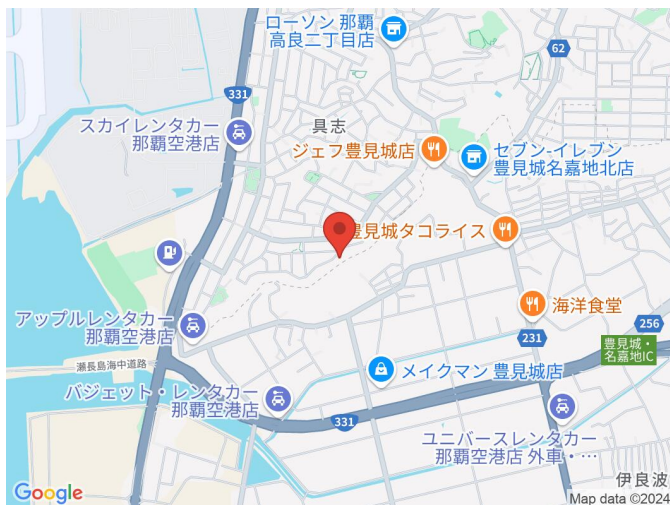 ローソン 那覇
高良二丁目店
62
331
スカイレンタカー
那覇空港店
具志
ジェフ豊見城店
セブン-イレブン
豊見城名嘉地北店
豊見城タコライス
アップルレンタカー
那覇空港店
海洋食堂
231
256
豊見城・
名嘉地IC
瀬長島海中道路
メイクマン 豊見城店
バジェット・レンタカー
那覇空港店
331
ユニバースレンタカー
那覇空港店 外車・…
伊良波
Google
Map data ©2024